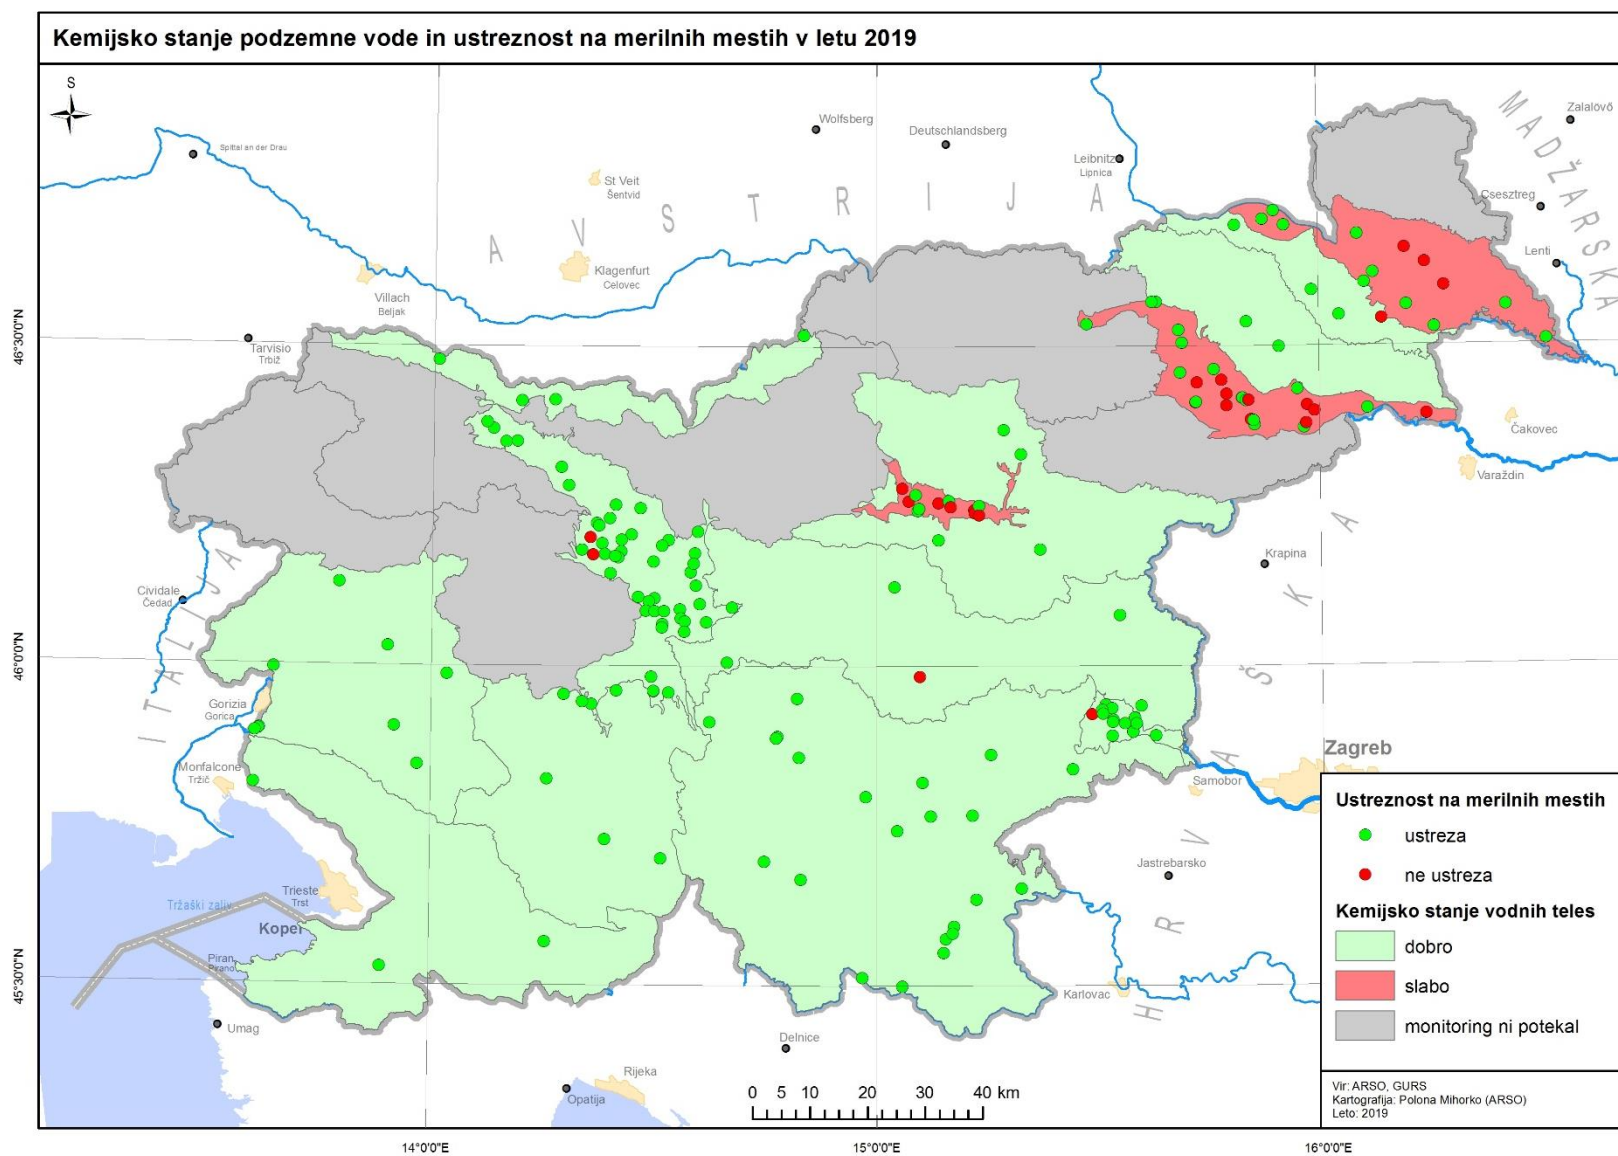 Kemijsko stanje podzemne vode in ustreznost na merilnih mestih v letu 2019
S
Wolfsberg
Deutschlandsberg
Zalalövő
Spittal an der Drau
Leibnitz
Lipnica
St Veit
Šentvid
MADŽARSKA
Csesztreg
AVSTRIJA
Lenti
Klagenfurt
Celovec
Villach
Beljak
46°30'0"N
Tarvisio
Trbiž
Čakovec
Varaždin
Krapina
Cividale
Čedad
ITALIJA
HRVAŠKA
46°0'0"N
Gorizia
Gorica
Zagreb
Monfalcone
Tržič
Samobor
Ustreznost na merilnih mestih
ustreza
ne ustreza
Jastrebarsko
Trieste
Trst
Tržaški zaliv
Koper
Kemijsko stanje vodnih teles
dobro
slabo
monitoring ni potekal
Piran
Pirano
45°30'0"N
Karlovac
Umag
Delnice
Rijeka
Opatija
0 5 10 20 30 40 km
Vir: ARSO, GURS
Kartografija: Polona Mihorko (ARSO)
Leto: 2019
14°0'0"E
15°0'0"E
16°0'0"E